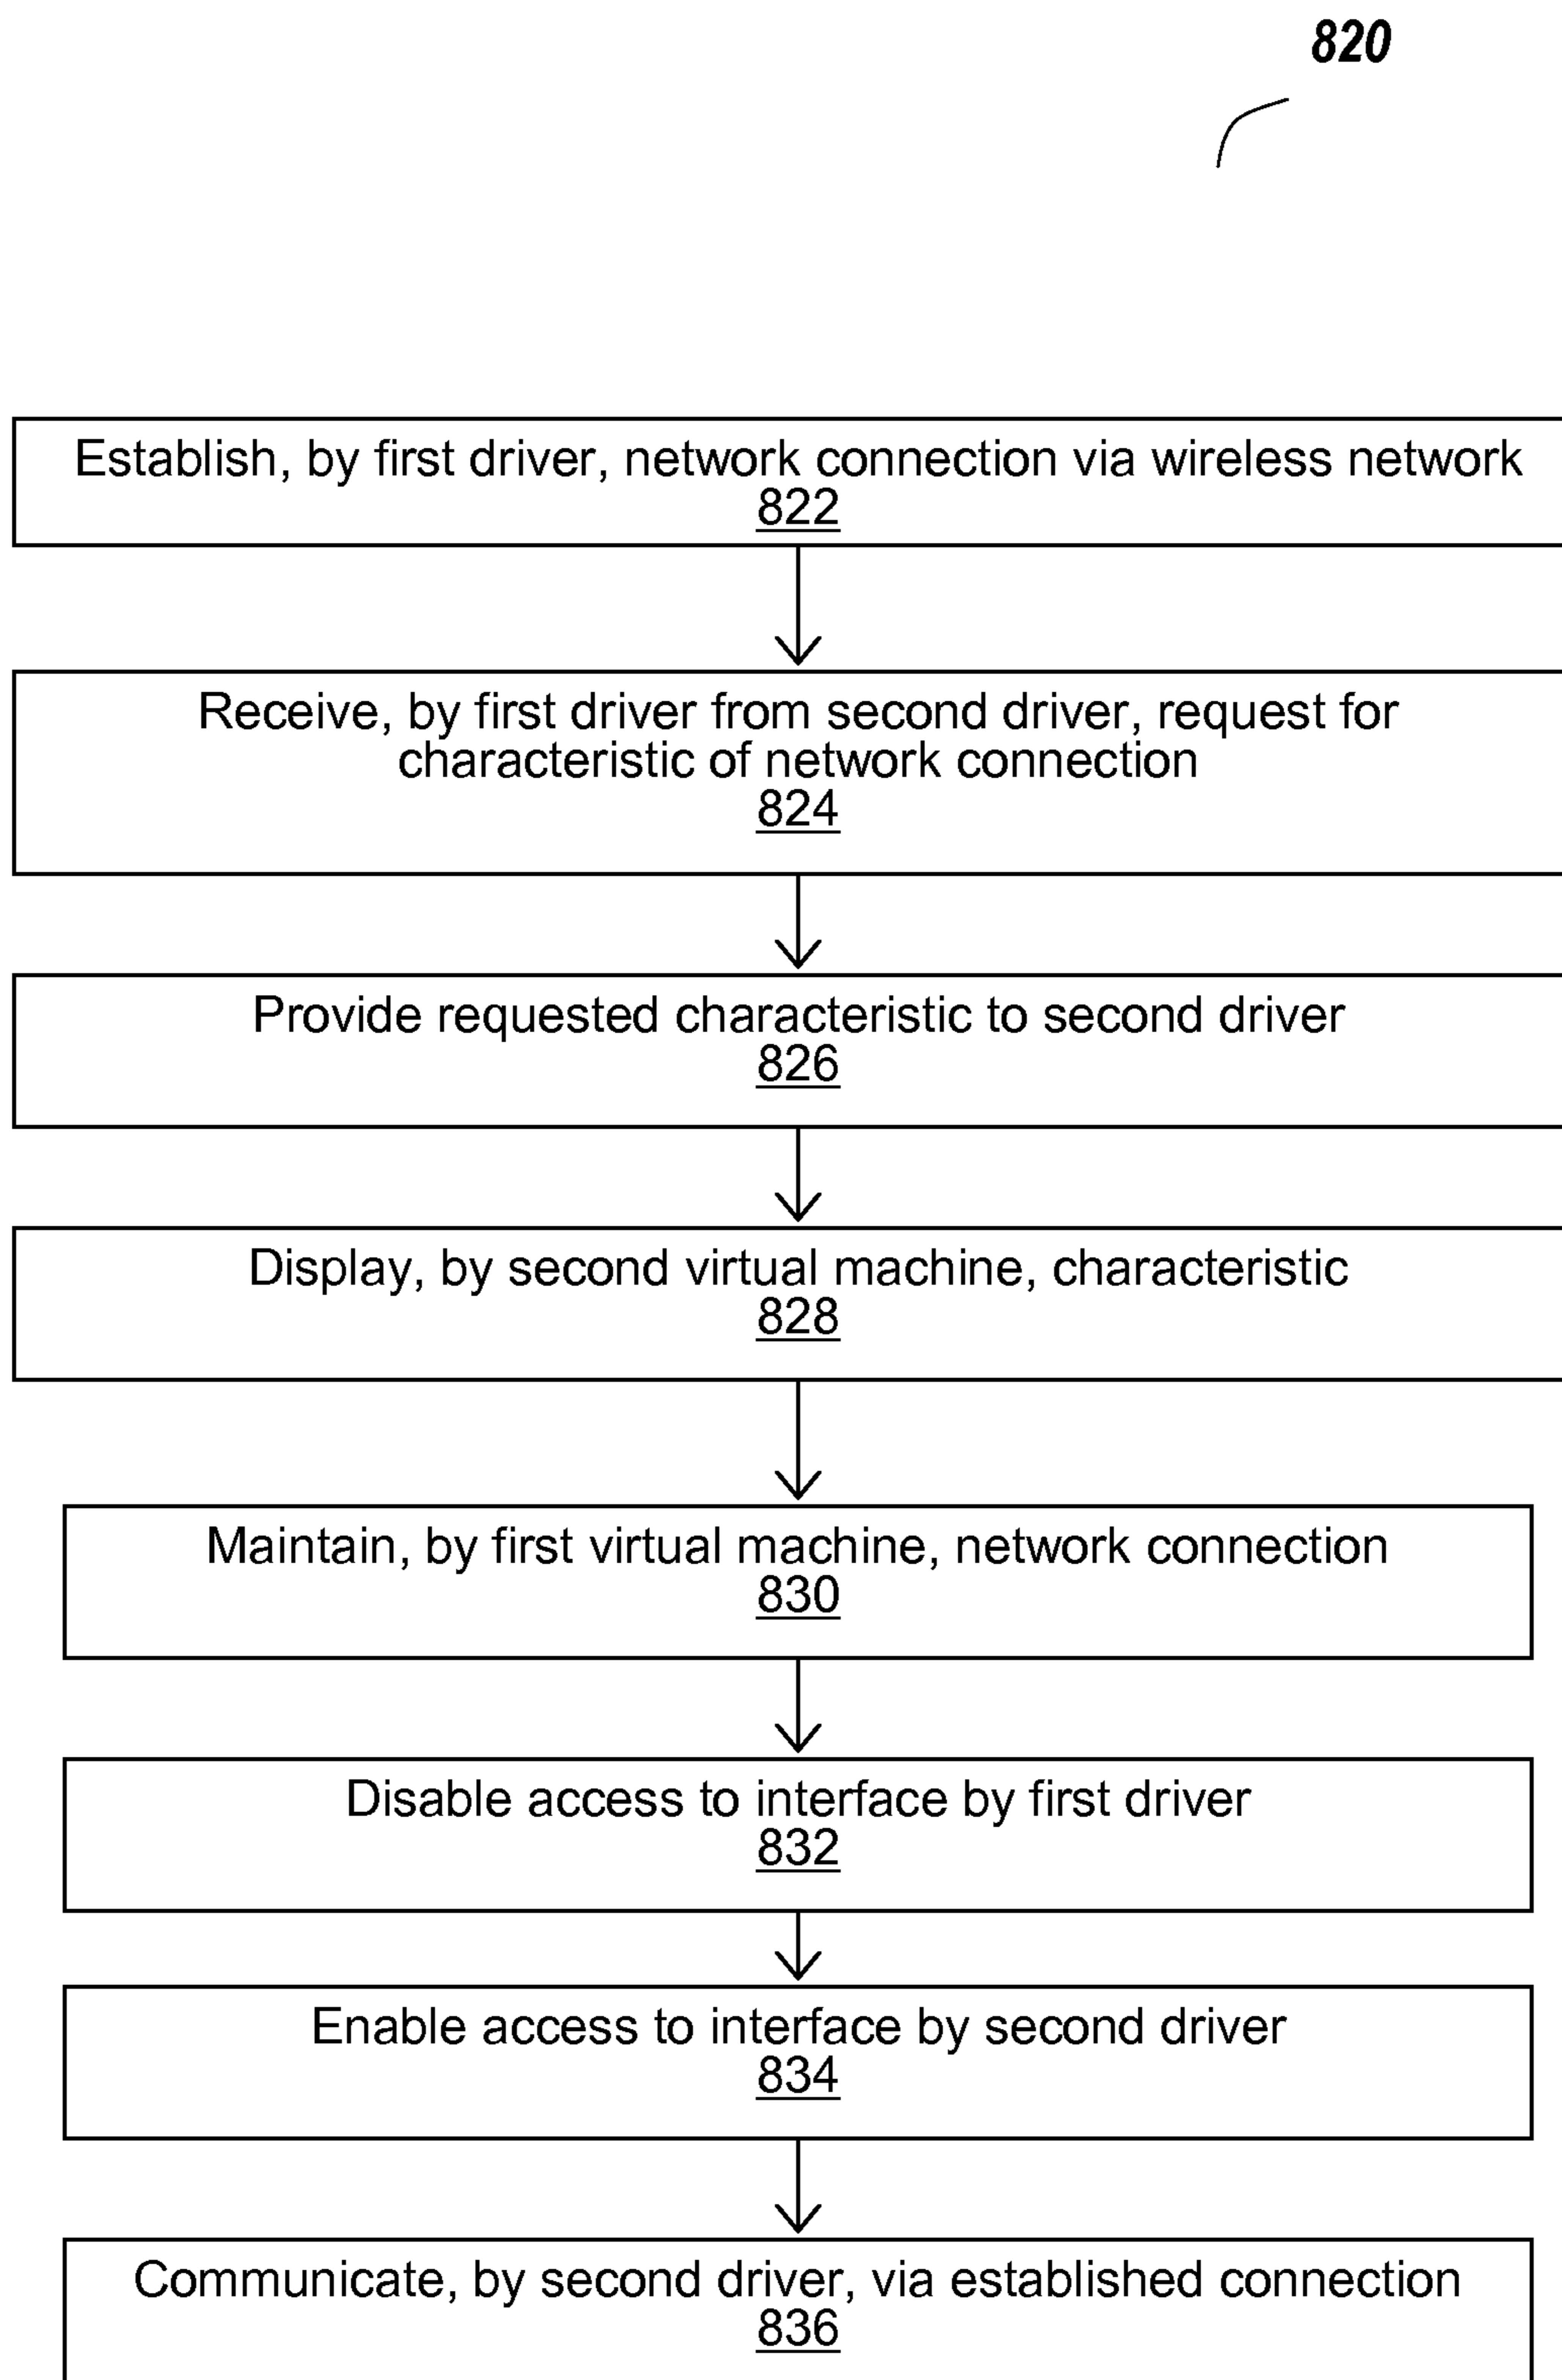 820
Establish, by first driver, network connection via wireless network
822
Receive, by first driver from second driver, request for
characteristic of network connection
824
Provide requested characteristic to second driver
826
Display, by second virtual machine, characteristic
828
Maintain, by first virtual machine, network connection
830
Disable access to interface by first driver
832
Enable access to interface by second driver
834
Communicate, by second driver, via established connection
836